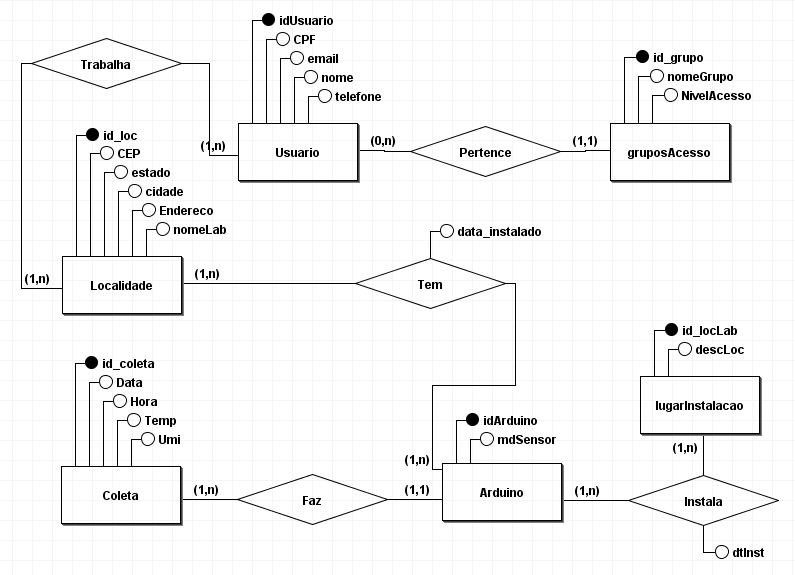 idUsuario
CPF
email
nome
telefone
Trabalha
(1,n)
Usuario
(0,n)
Pertence
(1,1)
id_grupo
nomeGrupo
NivelAcesso
gruposAcesso
id_loc
CEP
estado
cidade
Endereco
nomeLab
(1,n)
Localidade
(1,n)
data_instalado
Tem
(1,n)
id_locLab
descLoc
lugarInstalacao
(1,n)
id_coleta
Data
Hora
Temp
Umi
Coleta
(1,n)
Faz
(1,1)
idArduino
mdSensor
Arduino
(1,n)
Instala
dtInst